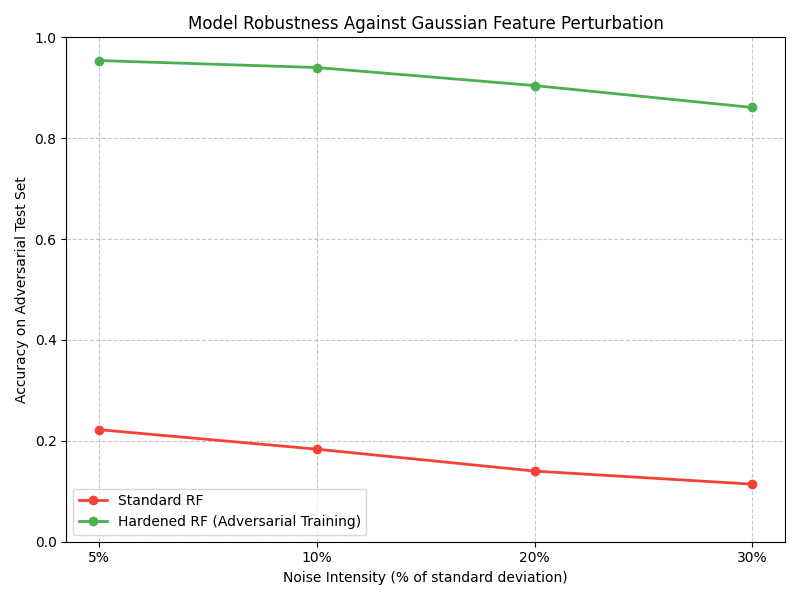 Model Robustness Against Gaussian Feature Perturbation
1.0
0.8
0.6
0.4
0.2
0.0
Accuracy on Adversarial Test Set
Standard RF
Hardened RF (Adversarial Training)
5%
10%
20%
30%
Noise Intensity (% of standard deviation)